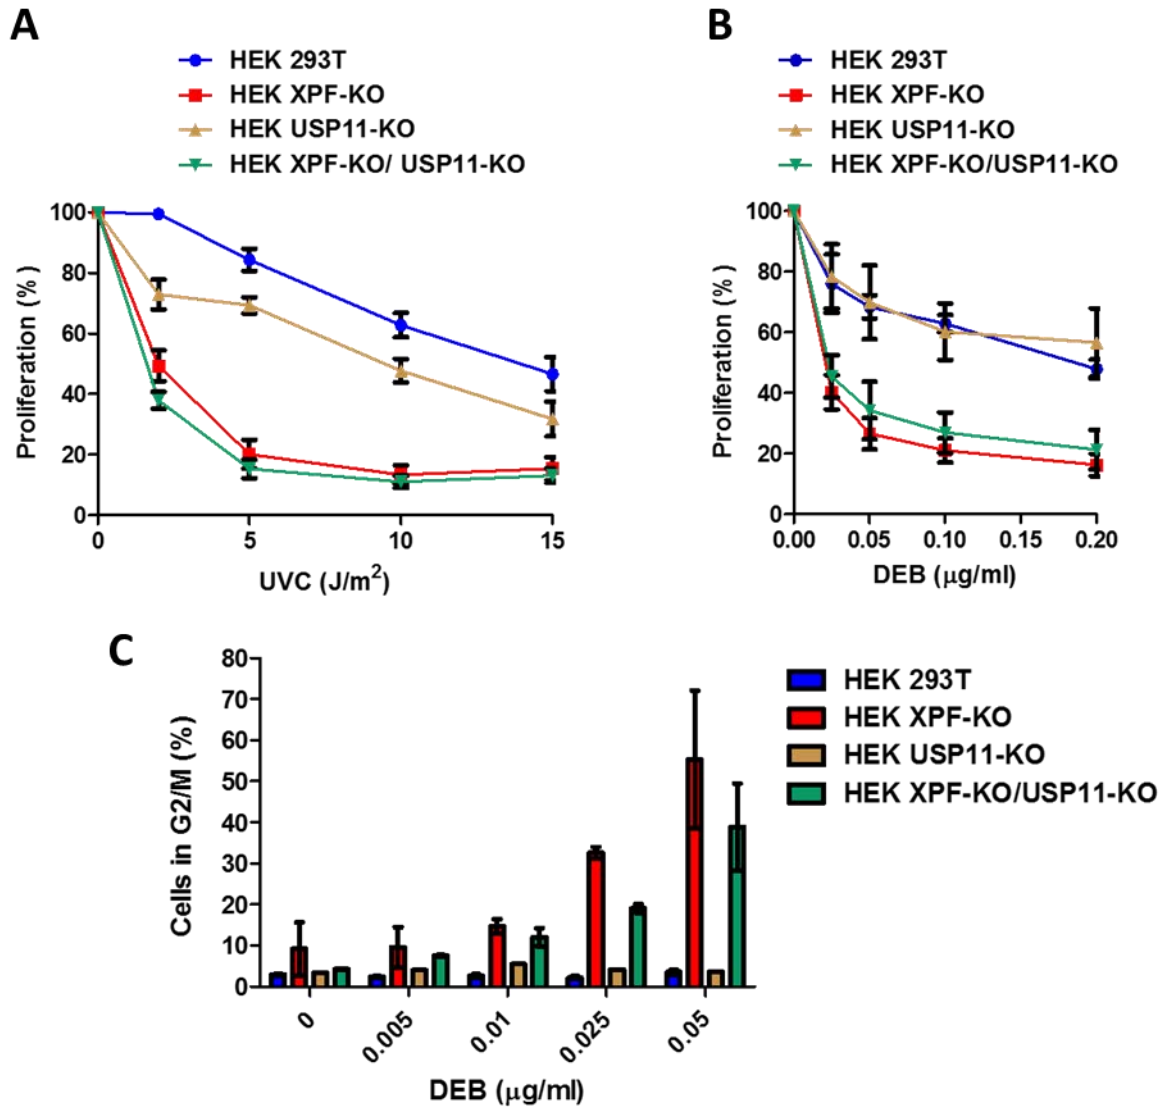 A
HEK 293T
HEK XPF-KO
HEK USP11-KO
HEK XPF-KO/ USP11-KO
100
80
60
40
20
0
Proliferation (%)
0 5 10 15
UVC (J/m²)
B
HEK 293T
HEK XPF-KO
HEK USP11-KO
HEK XPF-KO/USP11-KO
100
80
60
40
20
0
Proliferation (%)
0.00 0.05 0.10 0.15 0.20
DEB (µg/ml)
C
80
70
60
50
40
30
20
10
0
Cells in G2/M (%)
0 0.005 0.01 0.025 0.05
DEB (µg/ml)
HEK 293T
HEK XPF-KO
HEK USP11-KO
HEK XPF-KO/USP11-KO